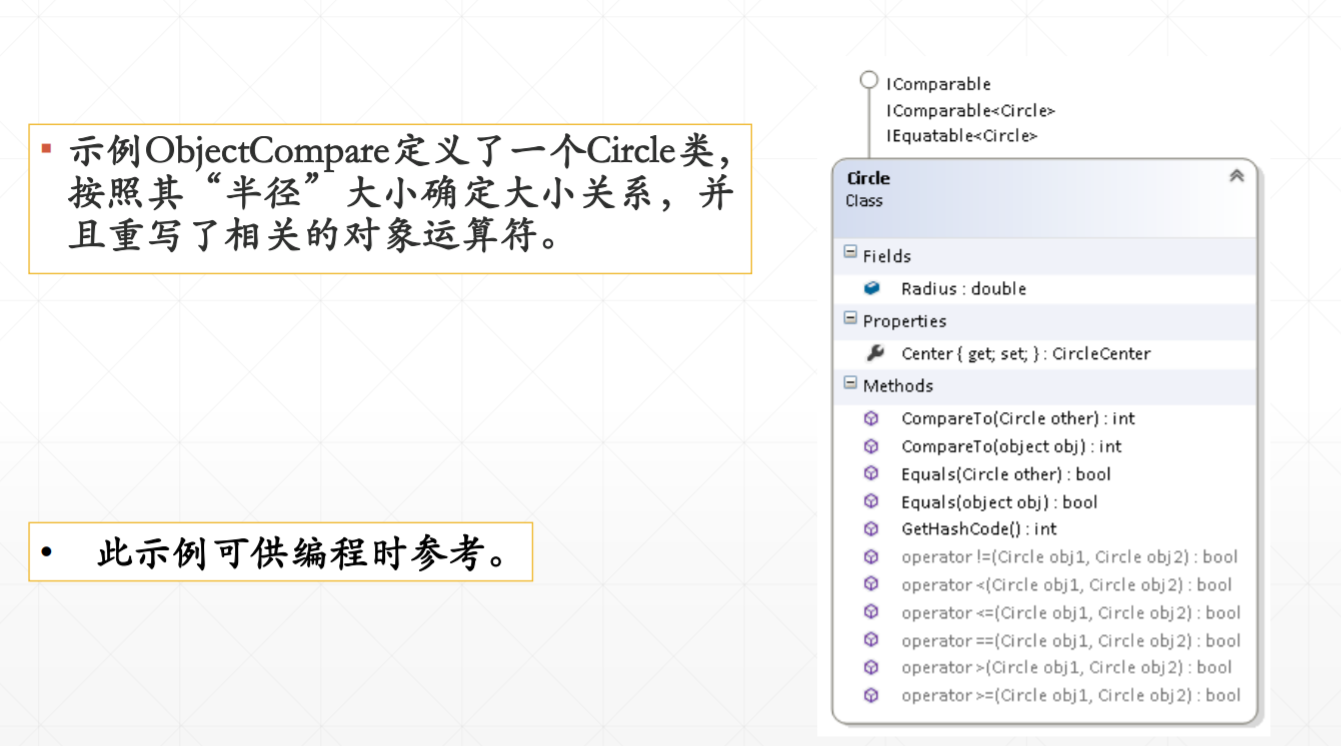 ▪ 示例ObjectCompare定义了一个Circle类，
按照其“半径”大小确定大小关系，并
且重写了相关的对象运算符。
• 此示例可供编程时参考。
IComparable
IComparable<Circle>
IEquatable<Circle>
Circle
Class
Fields
Radius : double
Properties
Center { get; set; } : CircleCenter
Methods
CompareTo(Circle other) : int
CompareTo(object obj) : int
Equals(Circle other) : bool
Equals(object obj) : bool
GetHashCode() : int
operator !=(Circle obj1, Circle obj2) : bool
operator <(Circle obj1, Circle obj2) : bool
operator <=(Circle obj1, Circle obj2) : bool
operator ==(Circle obj1, Circle obj2) : bool
operator >(Circle obj1, Circle obj2) : bool
operator >=(Circle obj1, Circle obj2) : bool